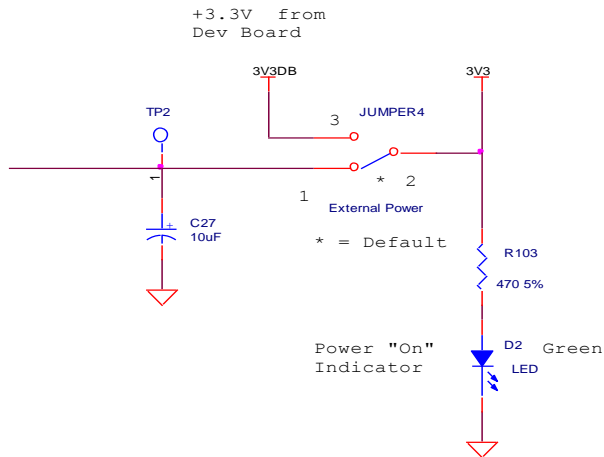 +3.3V from
Dev Board
3V3DB
3V3
TP2
JUMPER4
3
1
* 2
1
External Power
C27
10uF
+
* = Default
R103
470 5%
Power "On"
Indicator
D2
Green
LED